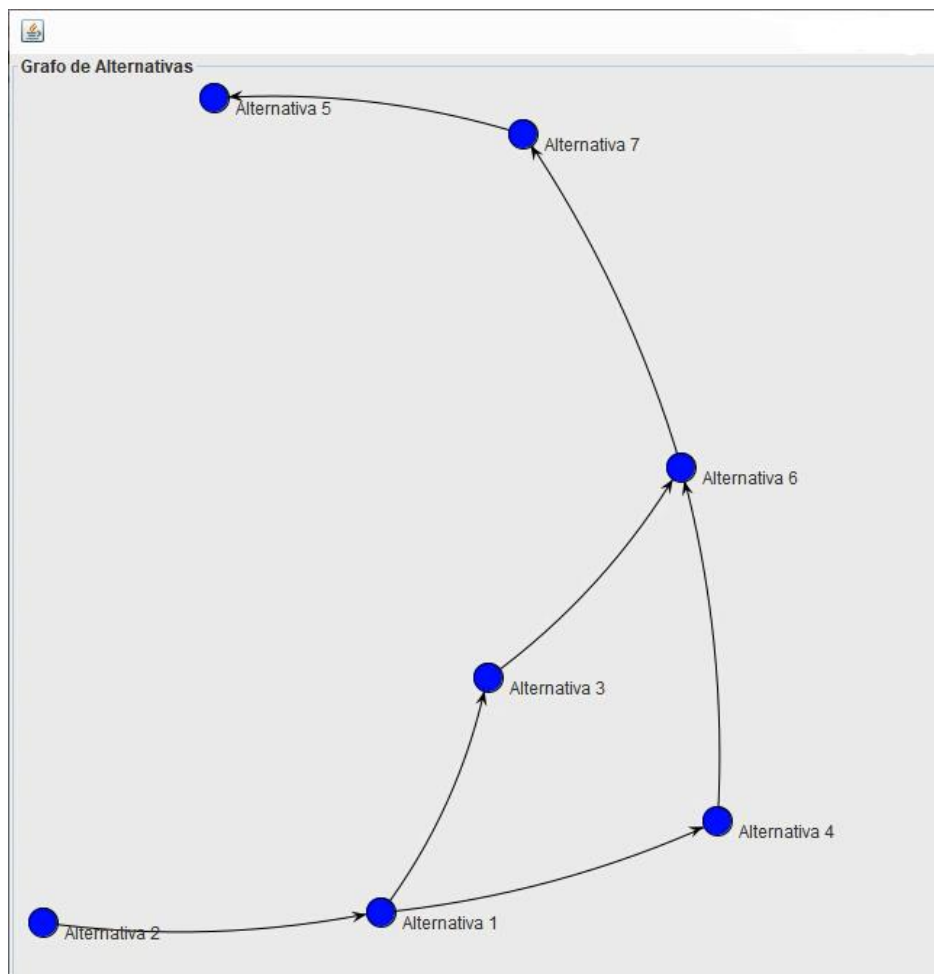 Grafo de Alternativas
Alternativa 5
Alternativa 7
Alternativa 6
Alternativa 3
Alternativa 4
Alternativa 1
Alternativa 2